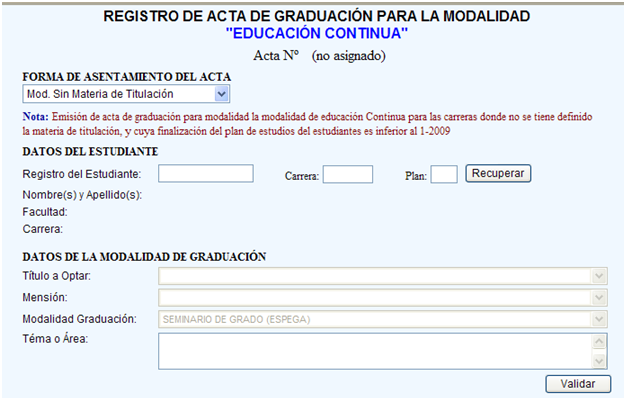 REGISTRO DE ACTA DE GRADUACIÓN PARA LA MODALIDAD
"EDUCACIÓN CONTINUA"
Acta Nº (no asignado)
FORMA DE ASENTAMIENTO DEL ACTA
Mod. Sin Materia de Titulación
Nota: Emisión de acta de graduación para modalidad la modalidad de educación Continua para las carreras donde no se tiene definido
la materia de titulación, y cuya finalización del plan de estudios del estudiantes es inferior al 1-2009
DATOS DEL ESTUDIANTE
Registro del Estudiante: Carrera: Plan: Recuperar
Nombre(s) y Apellido(s):
Facultad:
Carrera:
DATOS DE LA MODALIDAD DE GRADUACIÓN
Título a Optar:
Mensión:
Modalidad Graduación: SEMINARIO DE GRADO (ESPEGA)
Téma o Área:
Validar